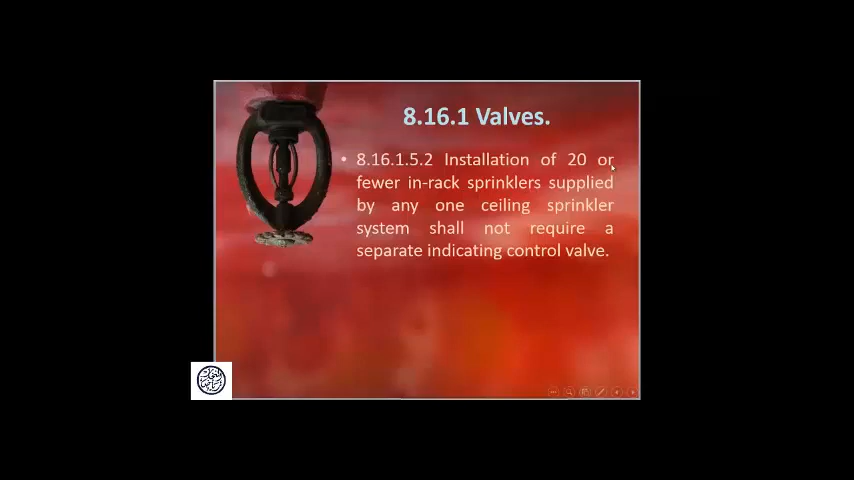 8.16.1 Valves.
• 8.16.1.5.2 Installation of 20 or
fewer in-rack sprinklers supplied
by any one ceiling sprinkler
system shall not require a
separate indicating control valve.